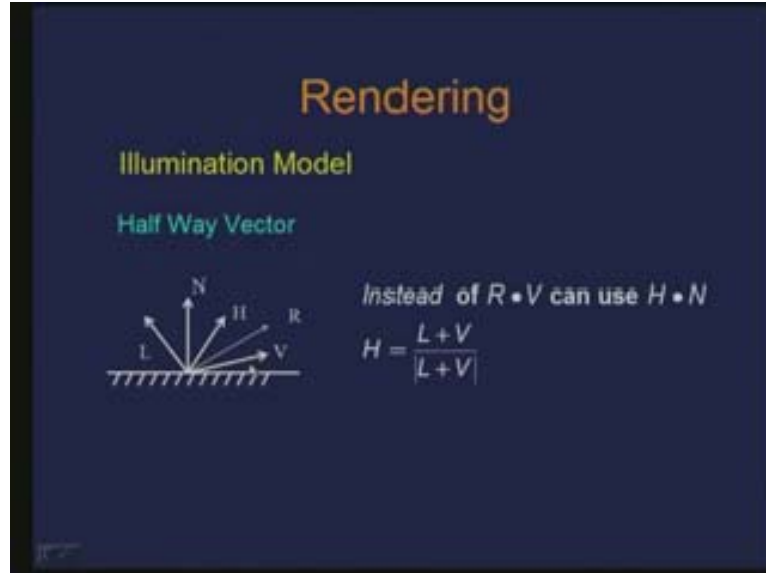 Rendering
Illumination Model
Half Way Vector
N
H
R
L
V
Instead of R • V can use H • N
H = L + V / |L + V|